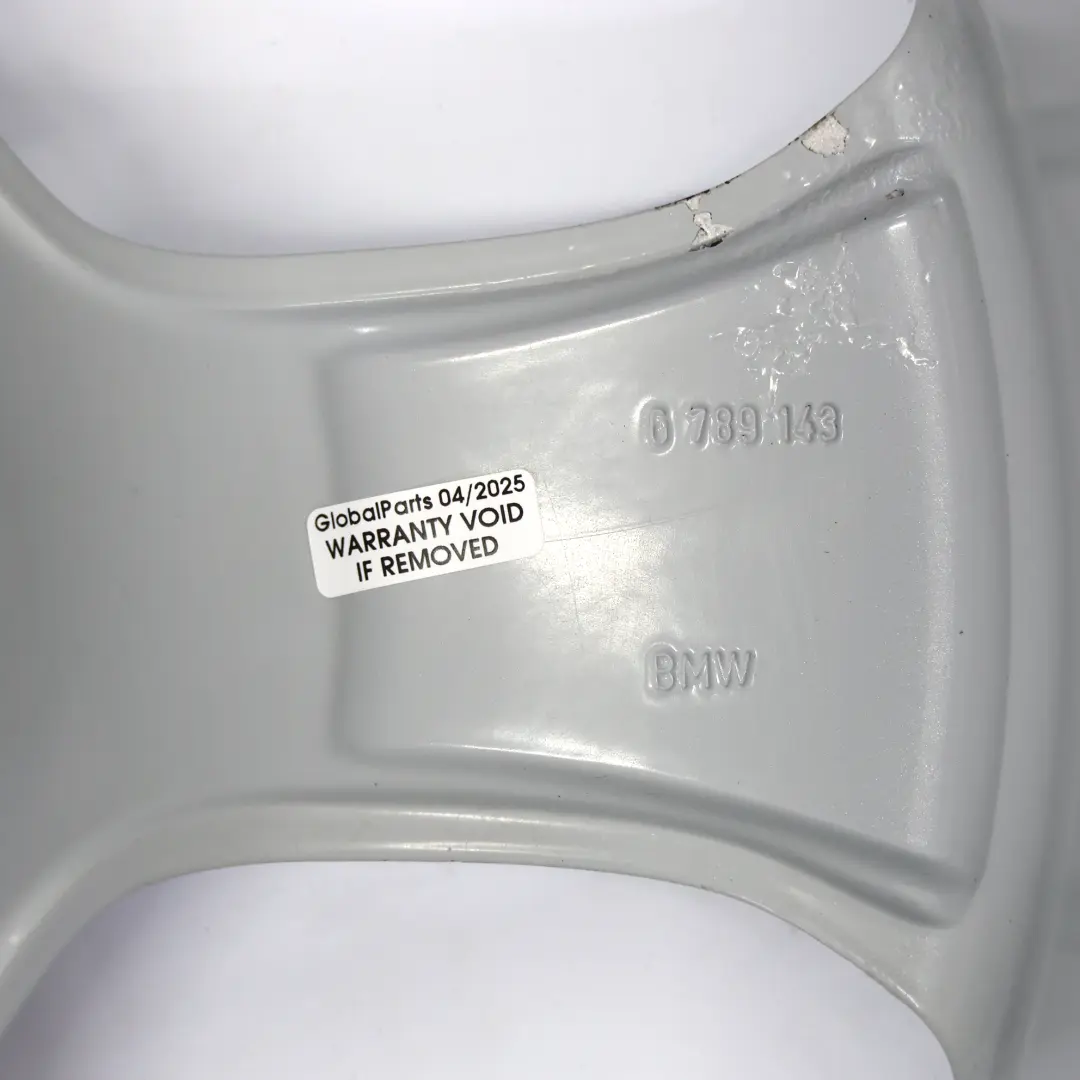 6 789 143
GlobalParts 04/2025
WARRANTY VOID
IF REMOVED
BMW